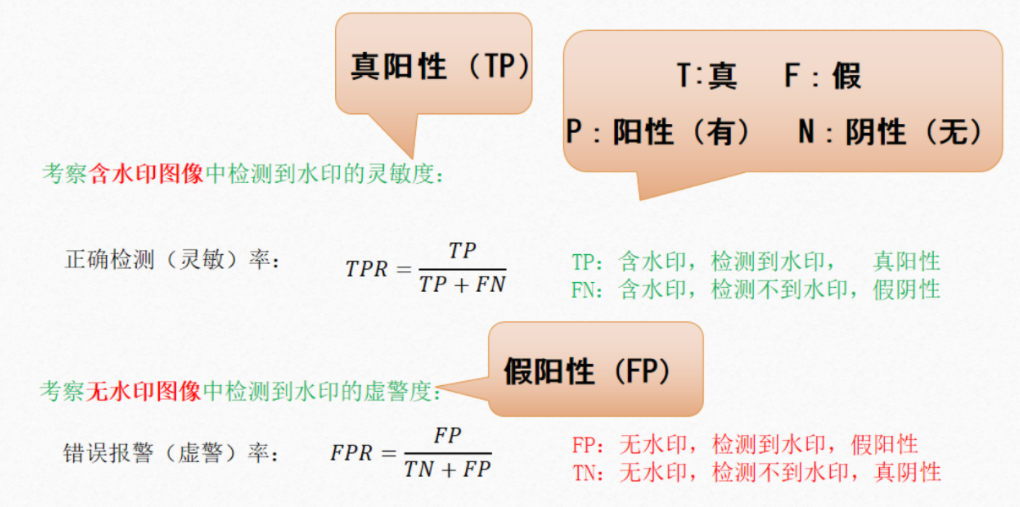 真阳性（TP）
T:真 F：假
P：阳性（有） N：阴性（无）
考察含水印图像中检测到水印的灵敏度：
正确检测（灵敏）率： TPR = TP / (TP + FN)
TP：含水印，检测到水印， 真阳性
FN：含水印，检测不到水印，假阴性
假阳性（FP）
考察无水印图像中检测到水印的虚警度：
错误报警（虚警）率： FPR = FP / (TN + FP)
FP：无水印，检测到水印，假阳性
TN：无水印，检测不到水印，真阴性